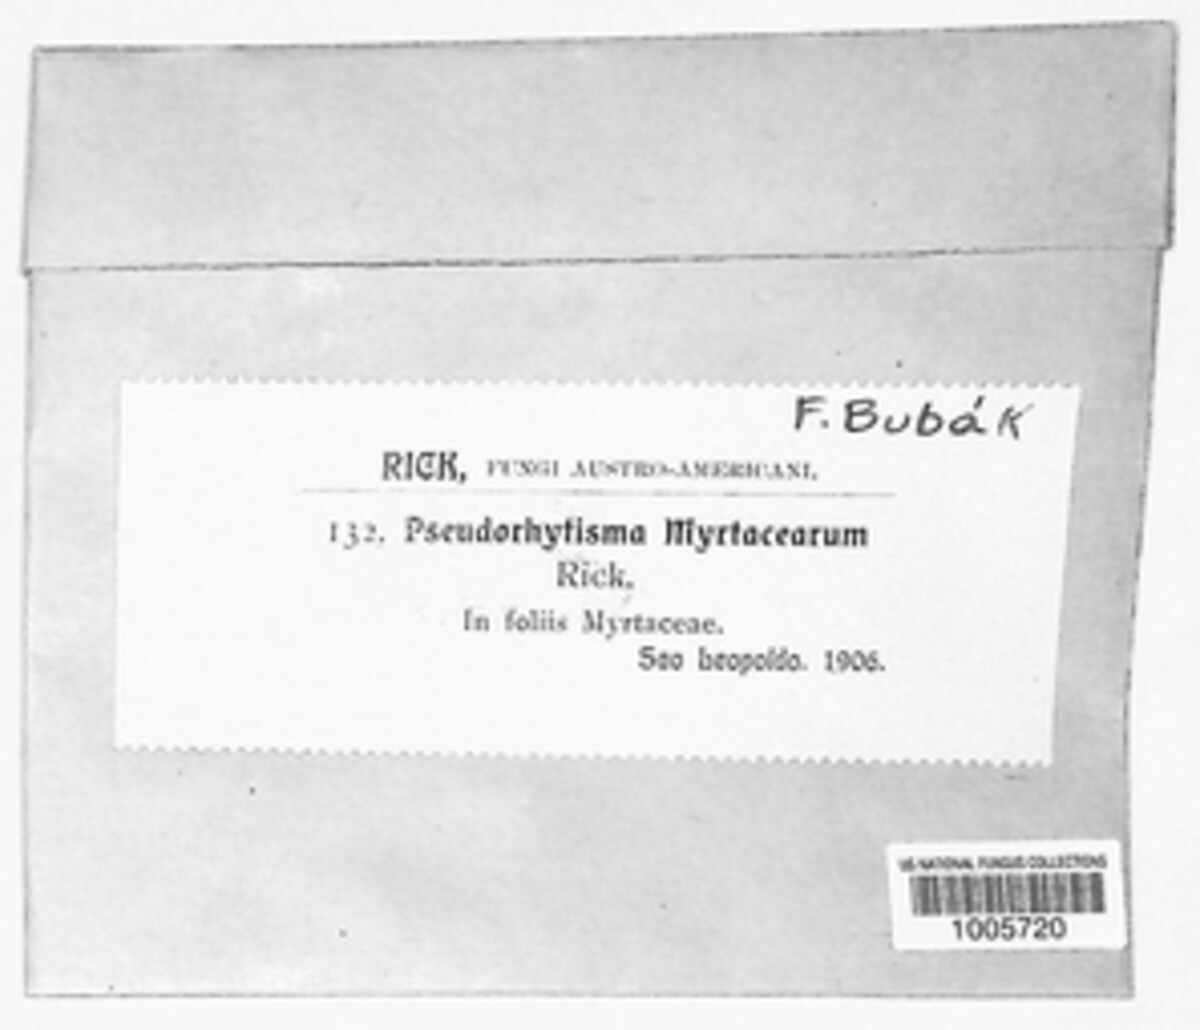 F. Bubák
RICK, FUNGI AUSTRO-AMERICANI.
132. Pseudorhytisma Myrtacearum
Rick.
In foliis Myrtaceae.
Sao Leopoldo. 1906.
US NATIONAL FUNGUS COLLECTIONS
1005720